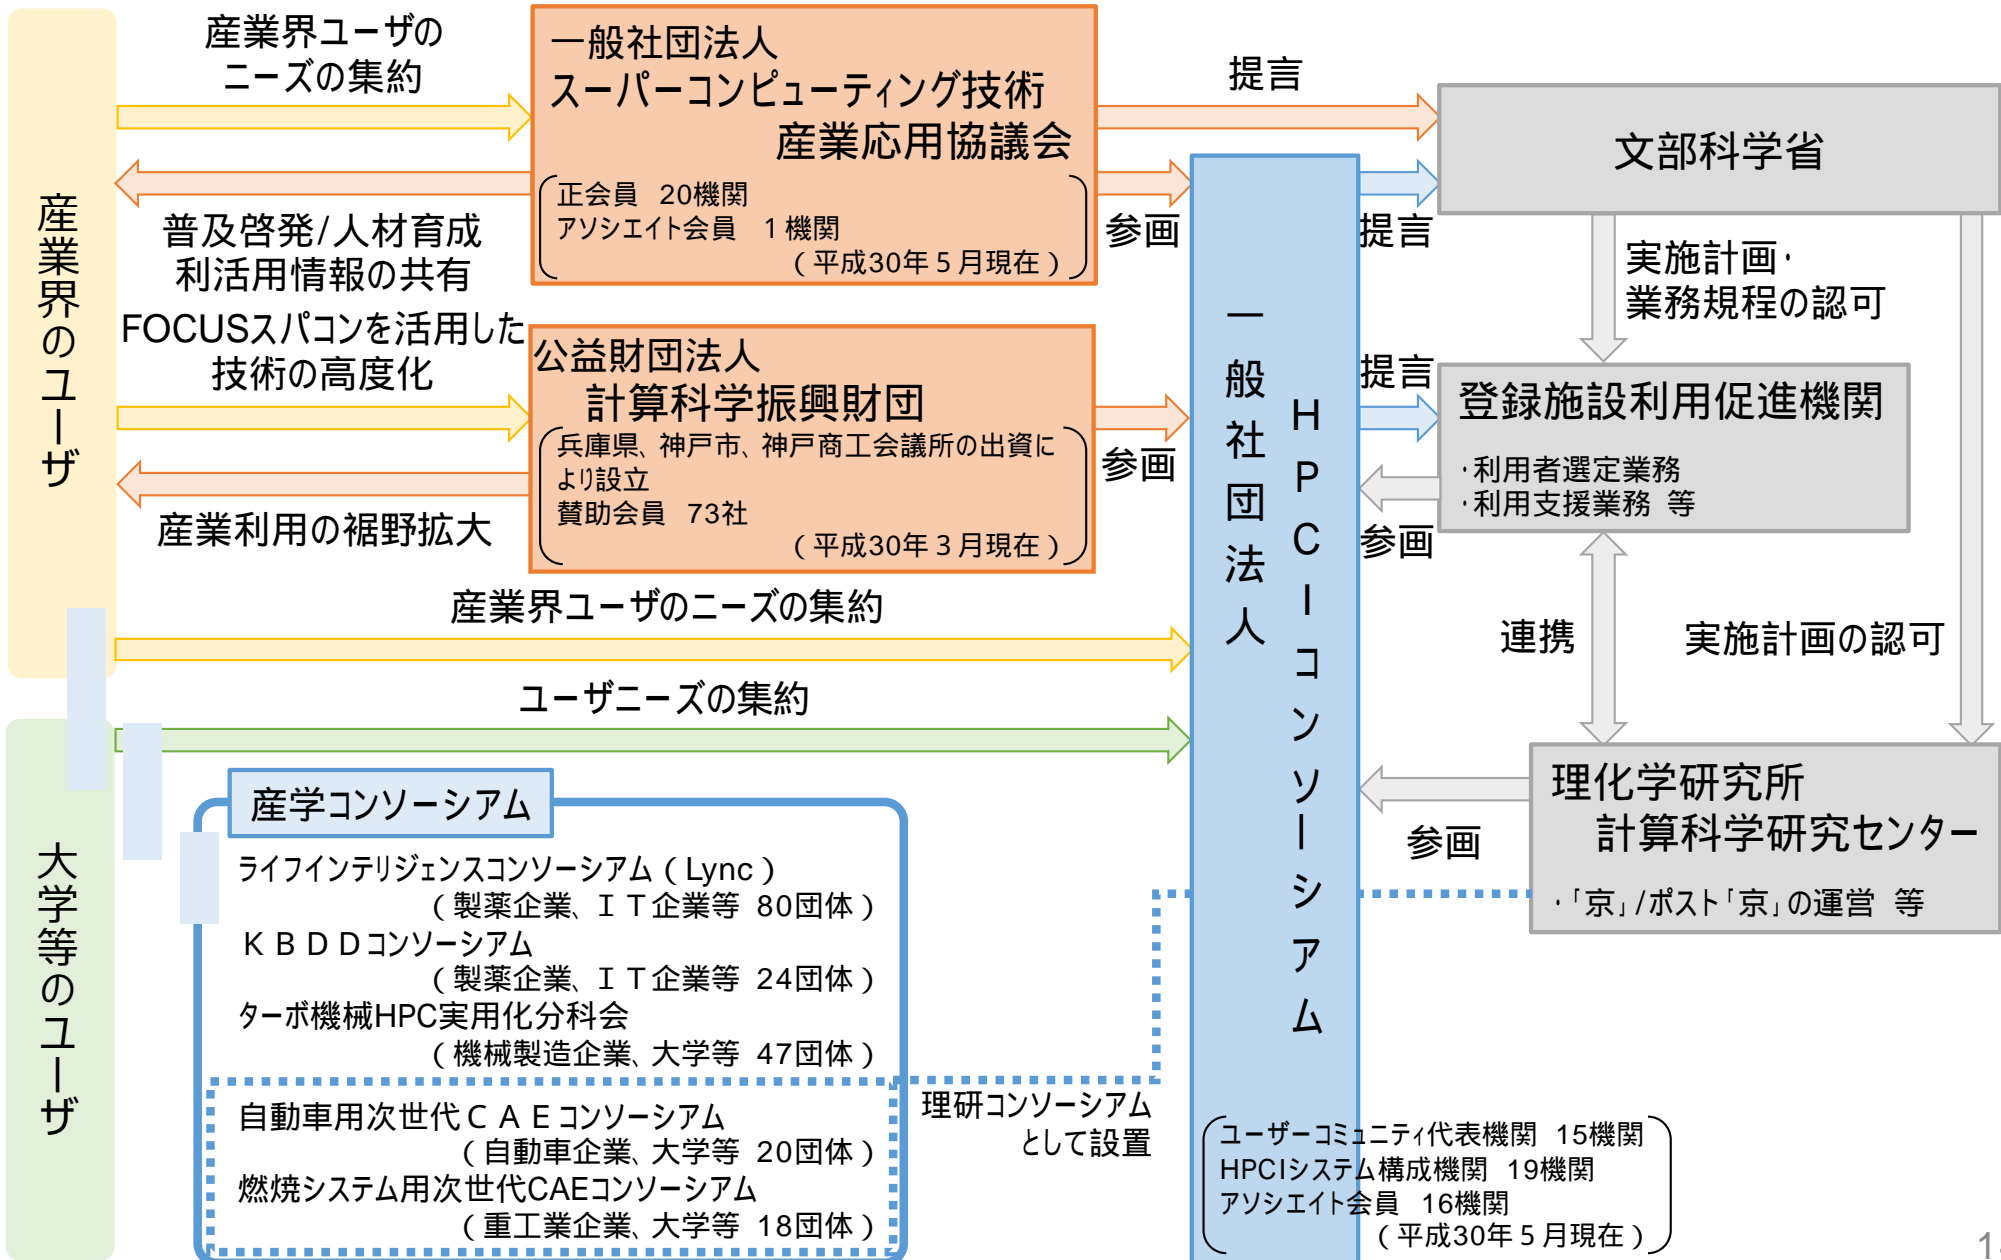 産業界のユーザ
産業界ユーザの
ニーズの集約
普及啓発/人材育成
利活用情報の共有
FOCUSスパコンを活用した
技術の高度化
産業利用の裾野拡大
一般社団法人
スーパーコンピューティング技術
産業応用協議会
正会員 20機関
アソシエイト会員 1機関
(平成30年5月現在)
公益財団法人
計算科学振興財団
兵庫県、神戸市、神戸商工会議所の出資に
より設立
賛助会員 73社
(平成30年3月現在)
提言
参画
参画
提言
提言
参画
文部科学省
実施計画・
業務規程の認可
登録施設利用促進機関
・利用者選定業務
・利用支援業務 等
連携
実施計画の認可
産業界ユーザのニーズの集約
ユーザニーズの集約
一般社団法人
HPCIコンソーシアム
参画
理化学研究所
計算科学研究センター
・「京」/ポスト「京」の運営 等
大学等のユーザ
産学コンソーシアム
ライフインテリジェンスコンソーシアム(Lync)
(製薬企業、IT企業等 80団体)
KBDDコンソーシアム
(製薬企業、IT企業等 24団体)
ターボ機械HPC実用化分科会
(機械製造企業、大学等 47団体)
自動車用次世代CAEコンソーシアム
(自動車企業、大学等 20団体)
燃焼システム用次世代CAEコンソーシアム
(重工業企業、大学等 18団体)
理研コンソーシアム
として設置
ユーザーコミュニティ代表機関 15機関
HPCIシステム構成機関 19機関
アソシエイト会員 16機関
(平成30年5月現在)